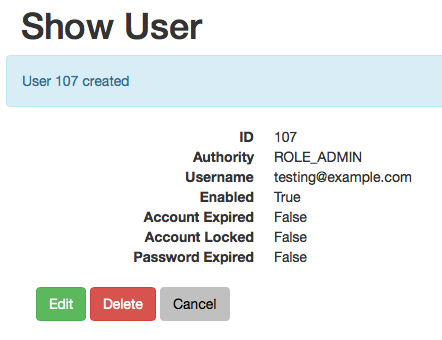 Show User
User 107 created
ID 107
Authority ROLE_ADMIN
Username testing@example.com
Enabled True
Account Expired False
Account Locked False
Password Expired False
Edit Delete Cancel